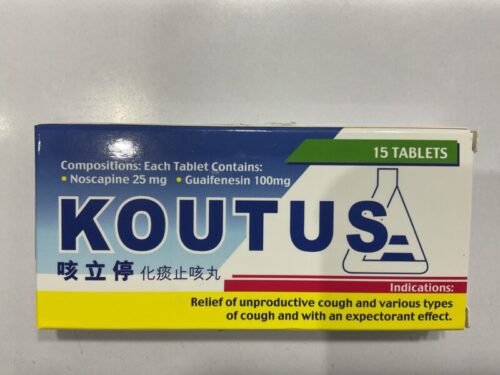 15 TABLETS
Compositions: Each Tablet Contains:
• Noscapine 25 mg • Guaifenesin 100mg
KOUTUS
咳立停 化痰止咳丸
Indications:
Relief of unproductive cough and various types
of cough and with an expectorant effect.